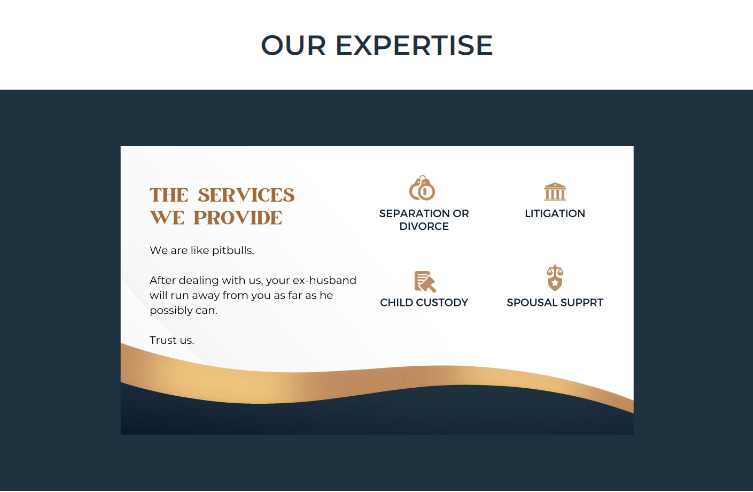 OUR EXPERTISE
THE SERVICES
WE PROVIDE
We are like pitbulls.
After dealing with us, your ex-husband
will run away from you as far as he
possibly can.
Trust us.
SEPARATION OR
DIVORCE
LITIGATION
CHILD CUSTODY
SPOUSAL SUPPRT